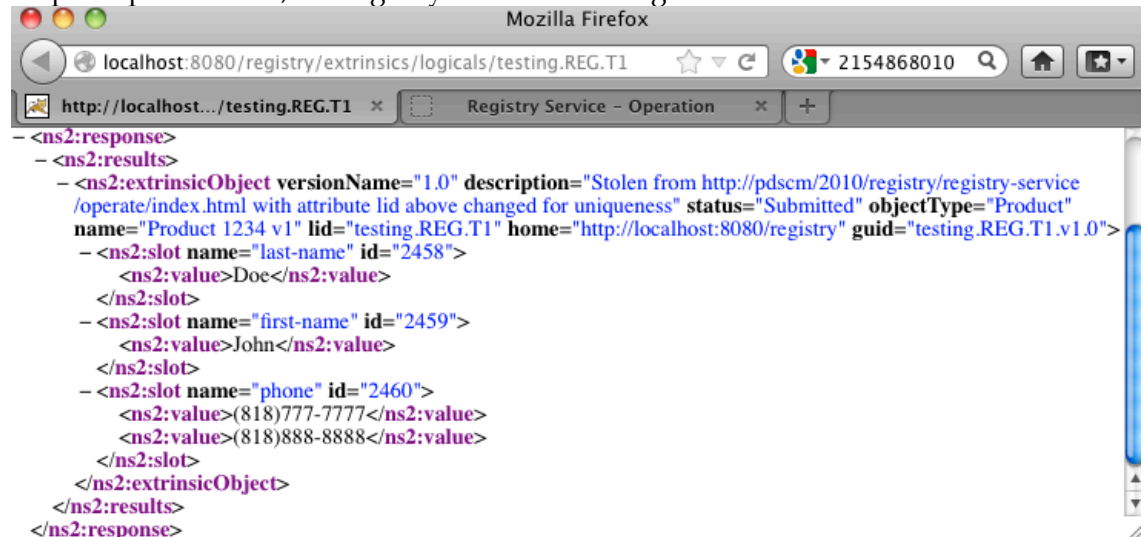 Mozilla Firefox
localhost:8080/registry/extrinsics/logicals/testing.REG.T1 2154868010
http://localhost.../testing.REG.T1 × Registry Service – Operation × +
– <ns2:response>
– <ns2:results>
– <ns2:extrinsicObject versionName="1.0" description="Stolen from http://pdscm/2010/registry/registry-service
/operate/index.html with attribute lid above changed for uniqueness" status="Submitted" objectType="Product"
name="Product 1234 v1" lid="testing.REG.T1" home="http://localhost:8080/registry" guid="testing.REG.T1.v1.0">
– <ns2:slot name="last-name" id="2458">
<ns2:value>Doe</ns2:value>
</ns2:slot>
– <ns2:slot name="first-name" id="2459">
<ns2:value>John</ns2:value>
</ns2:slot>
– <ns2:slot name="phone" id="2460">
<ns2:value>(818)777-7777</ns2:value>
<ns2:value>(818)888-8888</ns2:value>
</ns2:slot>
</ns2:extrinsicObject>
</ns2:results>
</ns2:response>